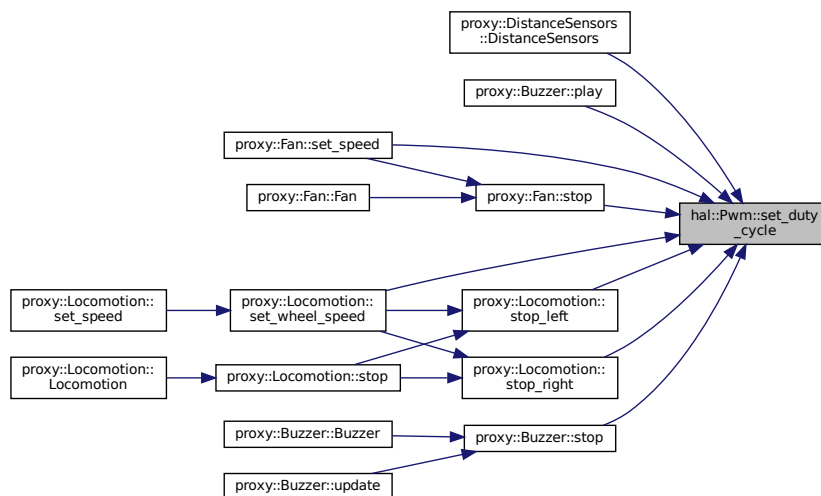 proxy::DistanceSensors
::DistanceSensors
proxy::Buzzer::play
proxy::Fan::set_speed
proxy::Fan::Fan
proxy::Fan::stop
hal::Pwm::set_duty
_cycle
proxy::Locomotion::
set_speed
proxy::Locomotion::
set_wheel_speed
proxy::Locomotion::
stop_left
proxy::Locomotion::
Locomotion
proxy::Locomotion::stop
proxy::Locomotion::
stop_right
proxy::Buzzer::Buzzer
proxy::Buzzer::stop
proxy::Buzzer::update